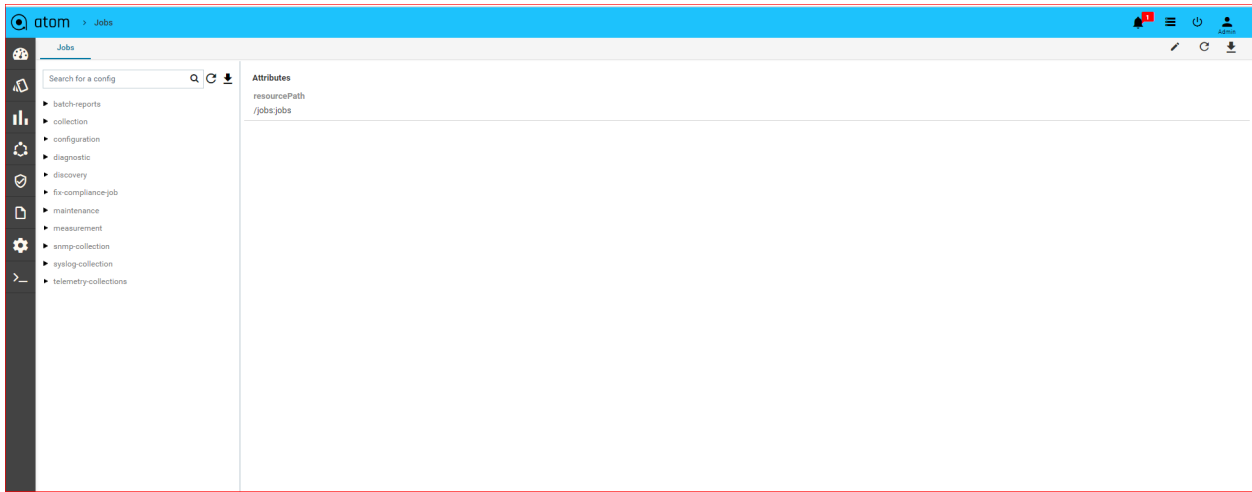 atom > Jobs
1
Admin
Jobs
Search for a config
batch-reports
collection
configuration
diagnostic
discovery
fix-compliance-job
maintenance
measurement
snmp-collection
syslog-collection
telemetry-collections
Attributes
resourcePath
/jobs:jobs